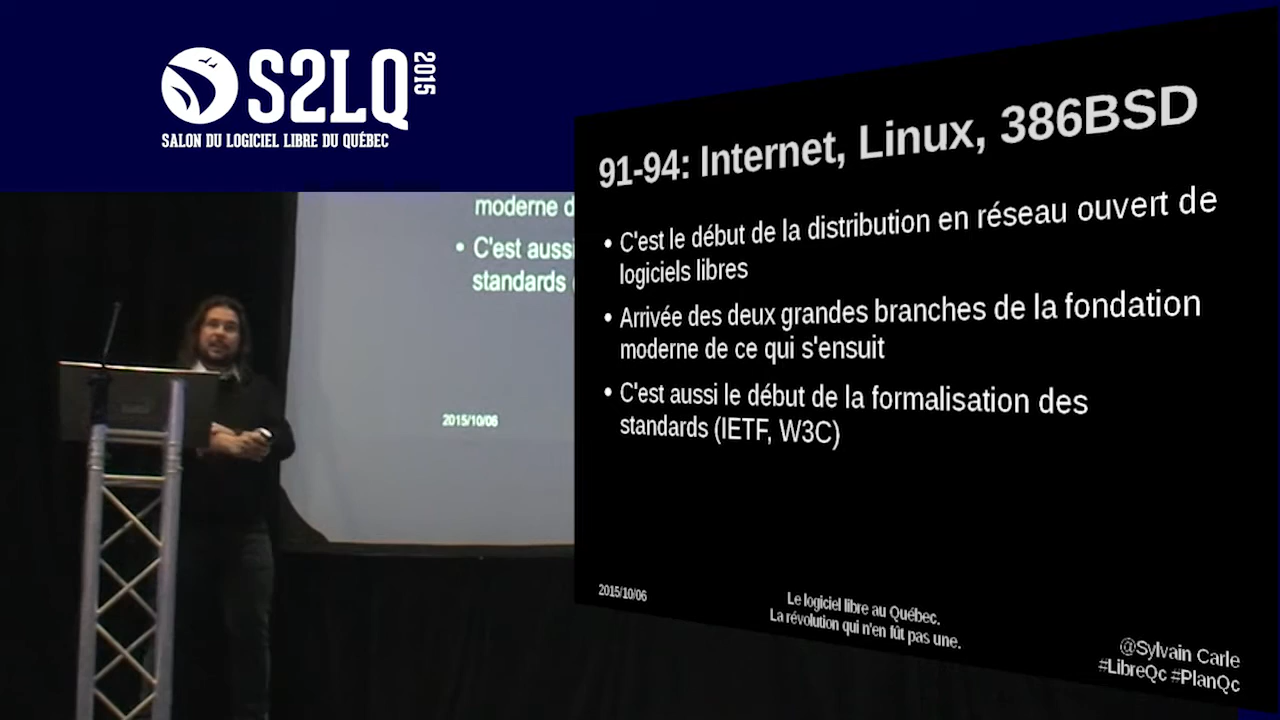 S2LQ 2015
SALON DU LOGICIEL LIBRE DU QUÉBEC
moderne d
• C'est aussi
standards
2015/10/06
91-94: Internet, Linux, 386BSD
• C'est le début de la distribution en réseau ouvert de
logiciels libres
• Arrivée des deux grandes branches de la fondation
moderne de ce qui s'ensuit
• C'est aussi le début de la formalisation des
standards (IETF, W3C)
2015/10/06
Le logiciel libre au Québec.
La révolution qui n'en fût pas une.
@Sylvain Carle
#LibreQc #PlanQc